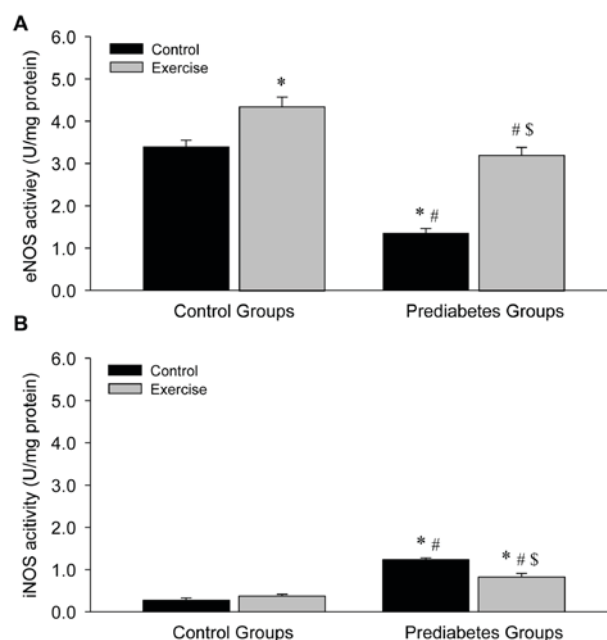 A
6.0
5.0
4.0
3.0
2.0
1.0
0.0
eNOS activiey (U/mg protein)
Control
Exercise
*
* #
# $
Control Groups Prediabetes Groups
B
6.0
5.0
4.0
3.0
2.0
1.0
0.0
iNOS acitivity (U/mg protein)
Control
Exercise
* #
* # $
Control Groups Prediabetes Groups